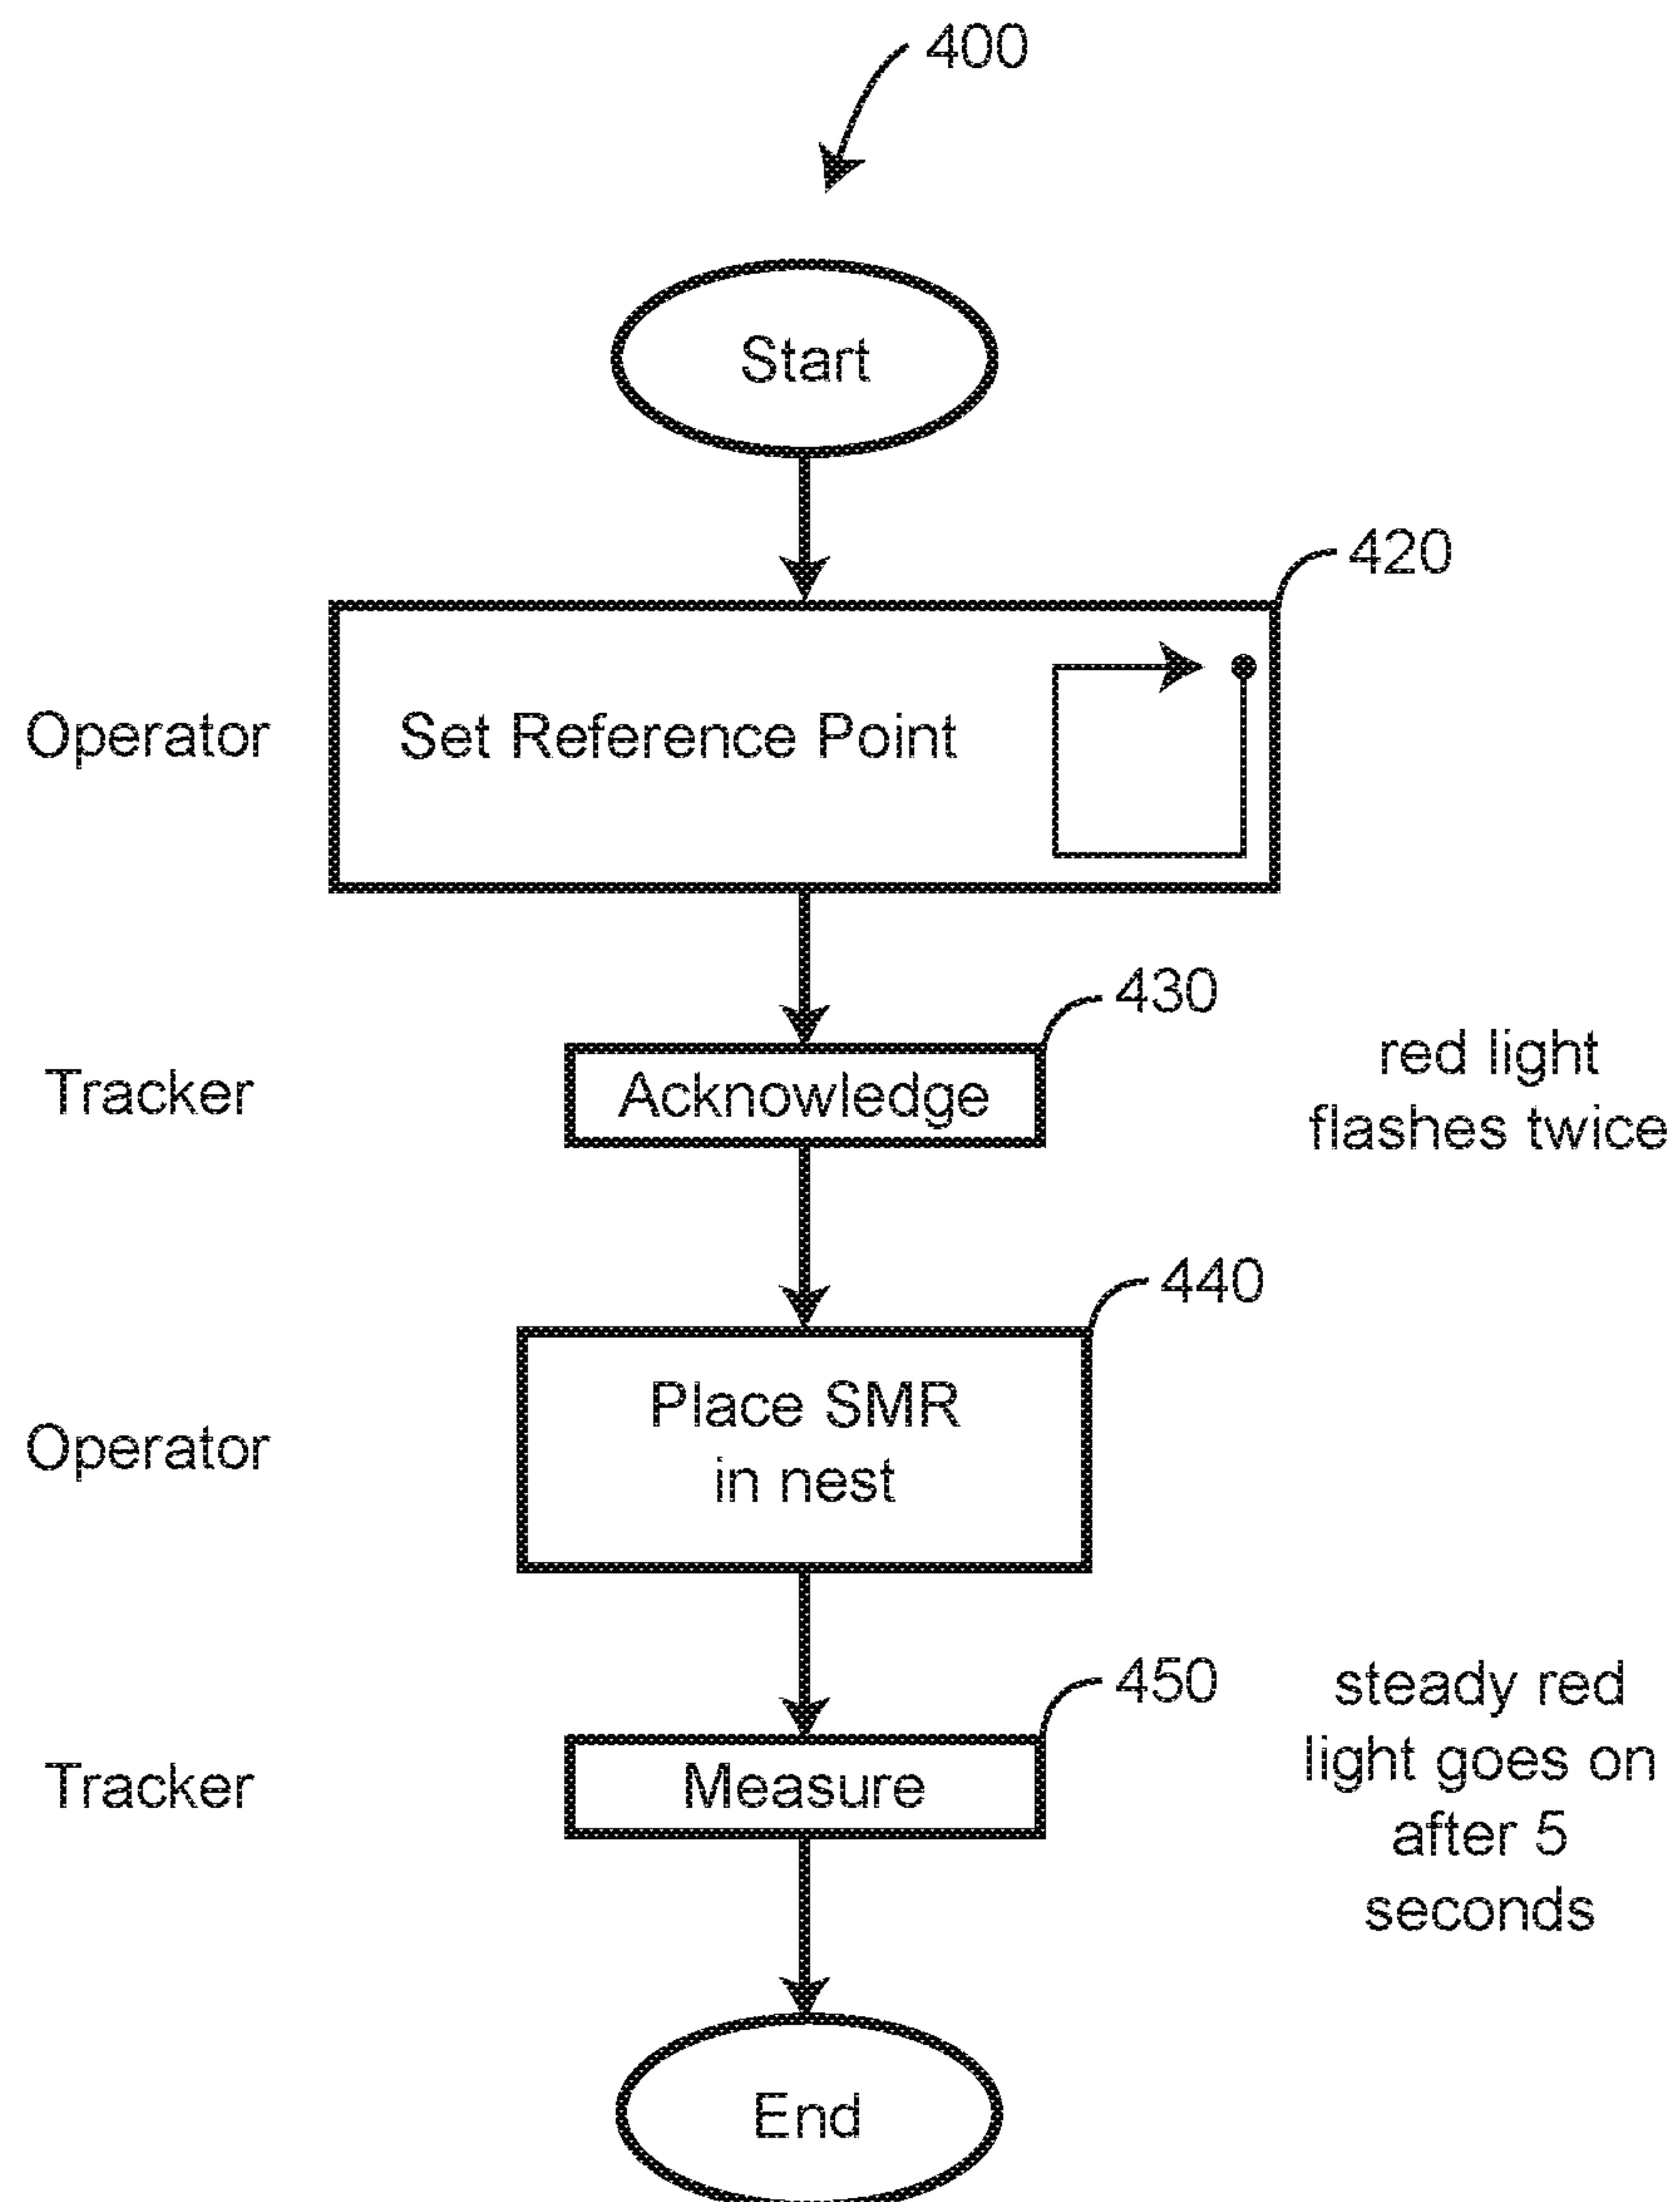 400
Start
420
Operator
Set Reference Point
430
Tracker
Acknowledge
red light
flashes twice
440
Operator
Place SMR
in nest
450
Tracker
Measure
steady red
light goes on
after 5
seconds
End